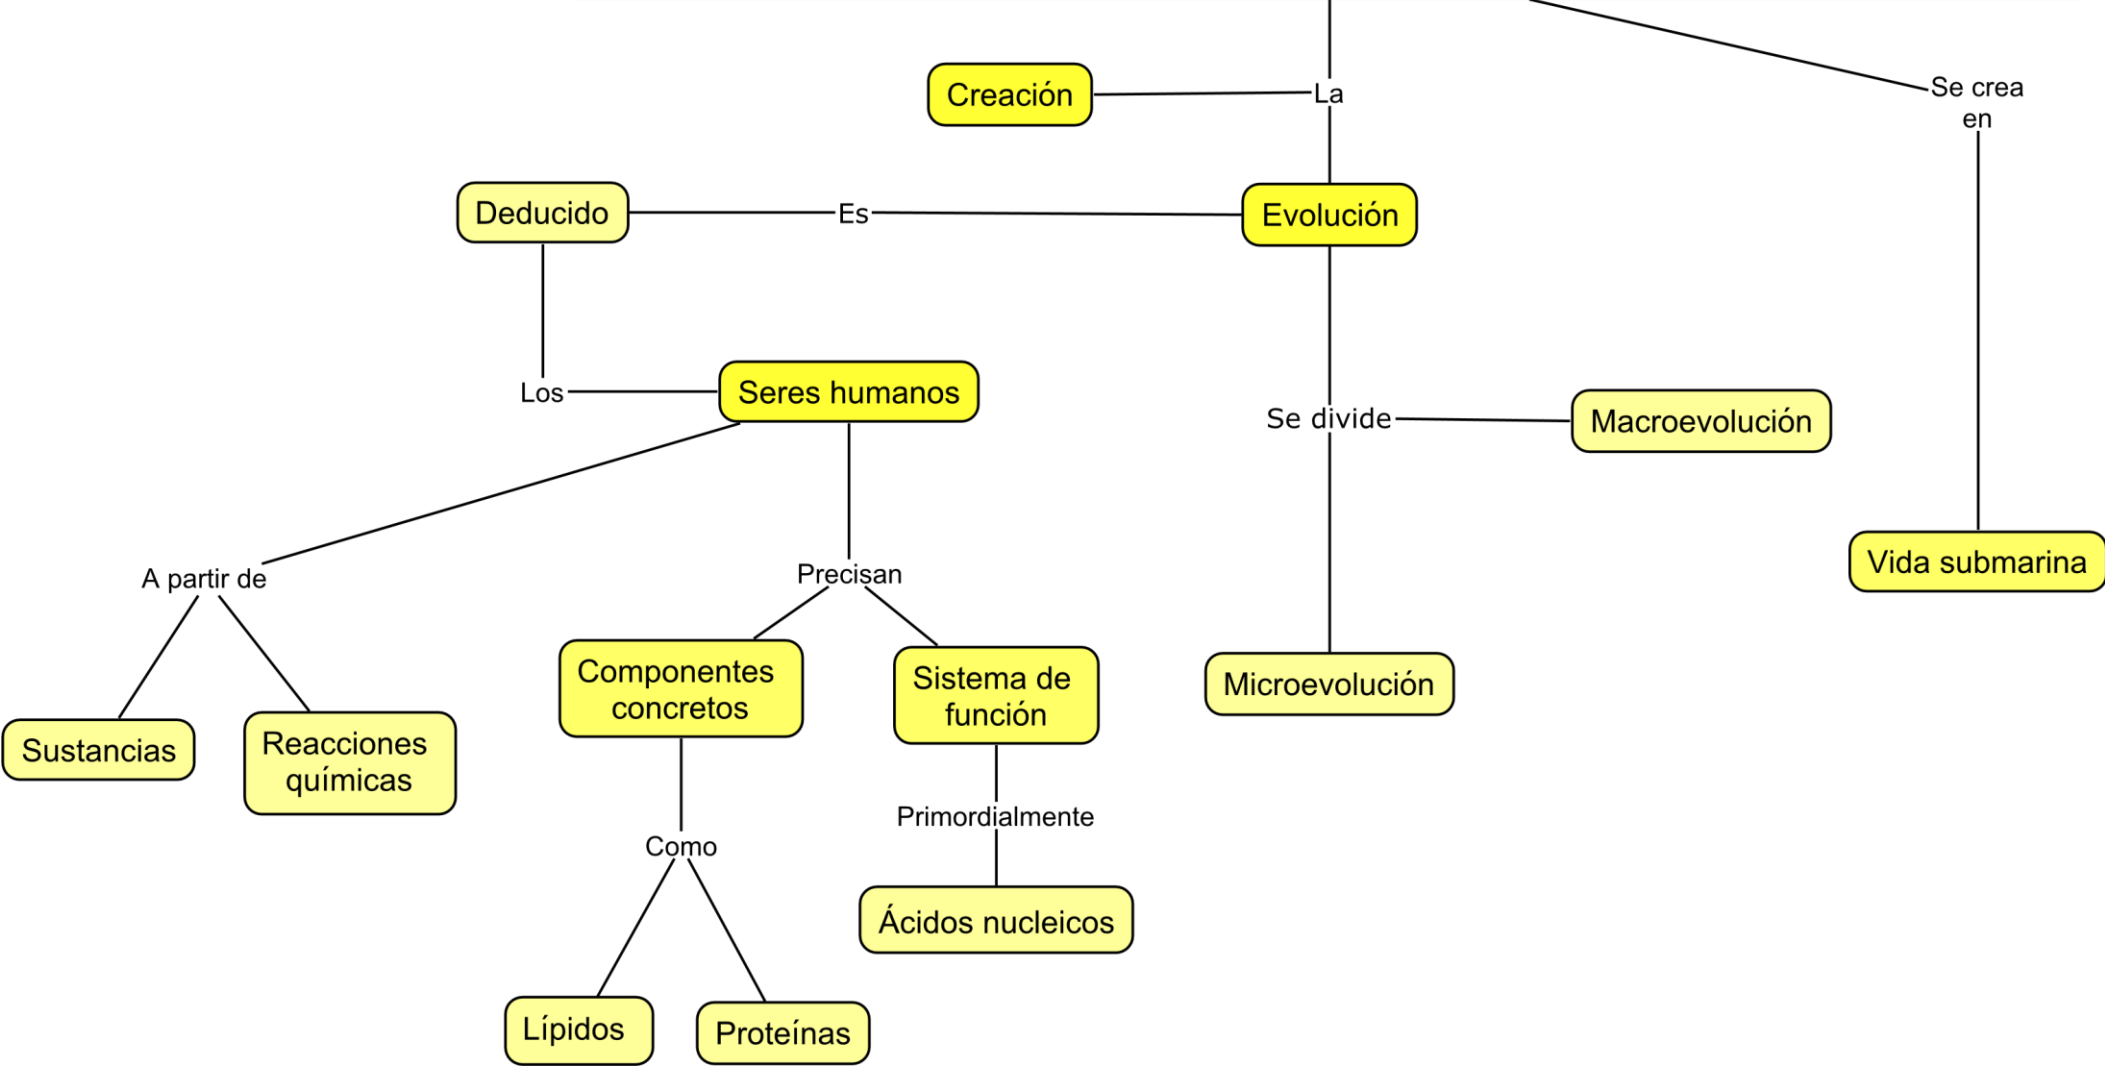 Creación
La
Se crea
en
Deducido
Es
Evolución
Los
Seres humanos
Se divide
Macroevolución
A partir de
Precisan
Vida submarina
Componentes
concretos
Sistema de
función
Microevolución
Sustancias
Reacciones
químicas
Primordialmente
Como
Ácidos nucleicos
Lípidos
Proteínas